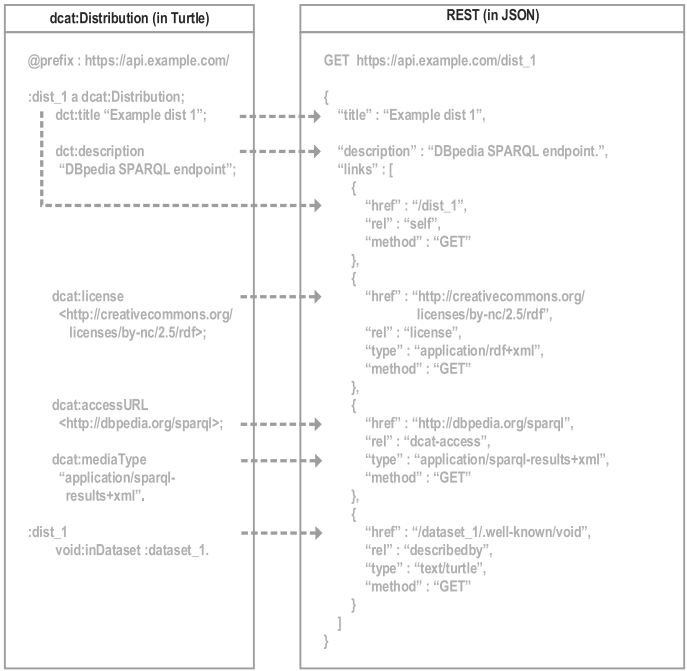 dcat:Distribution (in Turtle)
@prefix : https://api.example.com/
:dist_1 a dcat:Distribution;
dct:title “Example dist 1”;
dct:description
“DBpedia SPARQL endpoint”;
dcat:license
<http://creativecommons.org/
licenses/by-nc/2.5/rdf>;
dcat:accessURL
<http://dbpedia.org/sparql>;
dcat:mediaType
“application/sparql-
results+xml”.
:dist_1
void:inDataset :dataset_1.
REST (in JSON)
GET https://api.example.com/dist_1
{
“title” : “Example dist 1”,
“description” : “DBpedia SPARQL endpoint.”,
“links” : [
{
“href” : “/dist_1”,
“rel” : “self”,
“method” : “GET”
},
{
“href” : “http://creativecommons.org/
licenses/by-nc/2.5/rdf”,
“rel” : “license”,
“type” : “application/rdf+xml”,
“method” : “GET”
},
{
“href” : “http://dbpedia.org/sparql”,
“rel” : “dcat-access”,
“type” : “application/sparql-results+xml”,
“method” : “GET”
},
{
“href” : “/dataset_1/.well-known/void”,
“rel” : “describedby”,
“type” : “text/turtle”,
“method” : “GET”
}
]
}